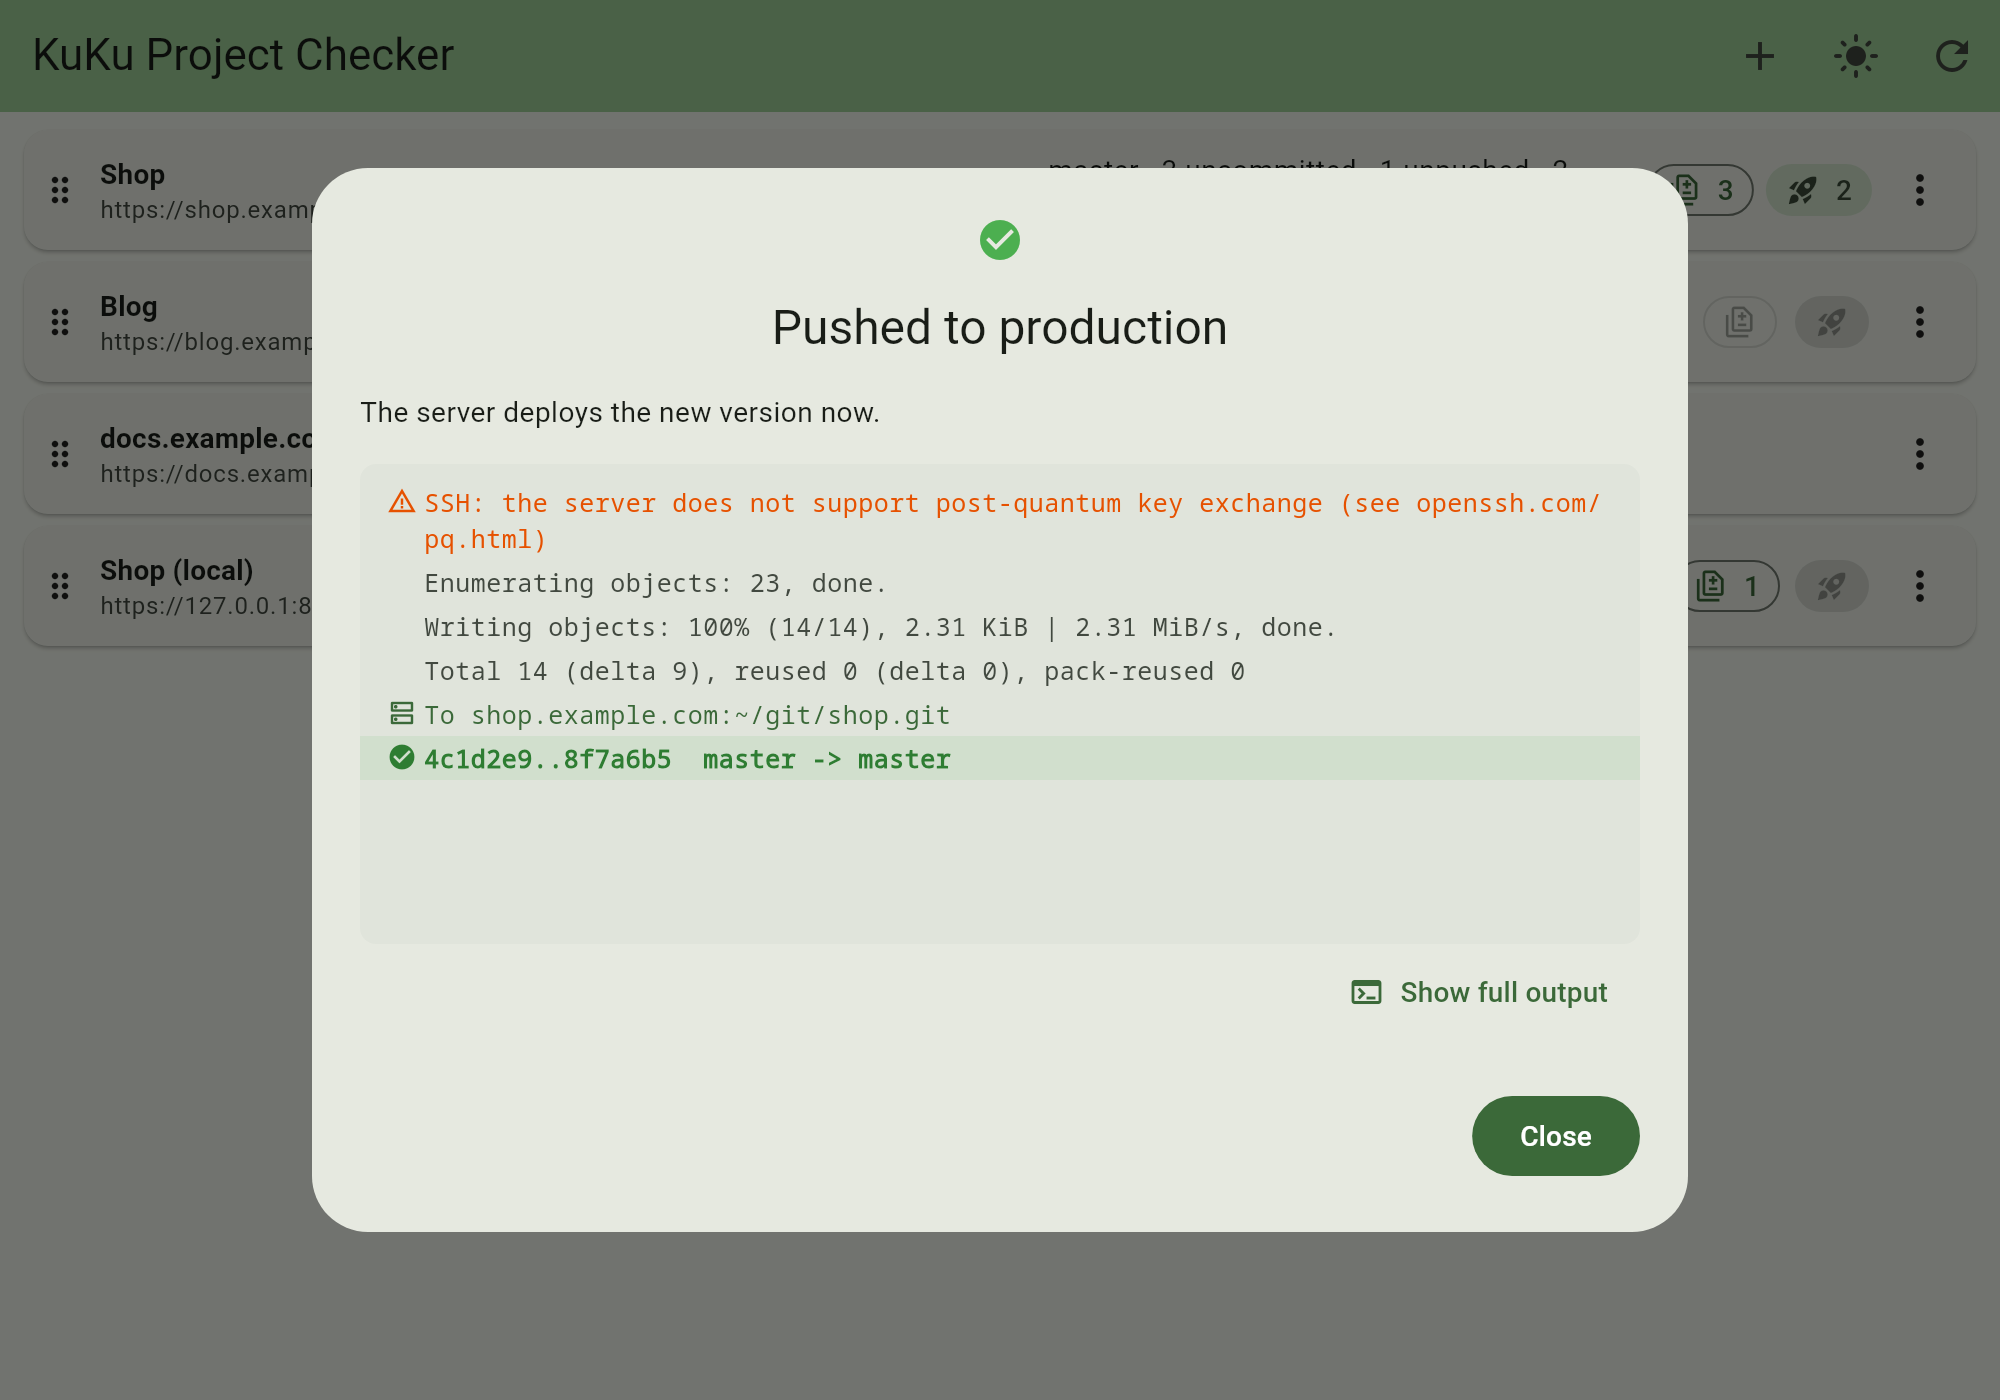 KuKu Project Checker
Shop
https://shop.examp
3
2
Blog
https://blog.examp
docs.example.co
https://docs.examp
Shop (local)
https://127.0.0.1:8
1
Pushed to production
The server deploys the new version now.
SSH: the server does not support post-quantum key exchange (see openssh.com/
pq.html)
Enumerating objects: 23, done.
Writing objects: 100% (14/14), 2.31 KiB | 2.31 MiB/s, done.
Total 14 (delta 9), reused 0 (delta 0), pack-reused 0
To shop.example.com:~/git/shop.git
4c1d2e9..8f7a6b5  master -> master
Show full output
Close